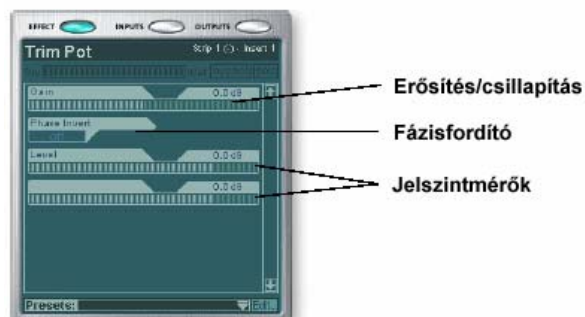 EFFECT INPUTS OUTPUTS
Trim Pot Strip 1 - Insert 1
Gain 0.0 dB
Erősítés/csillapítás
Phase Invert
Off
Fázisfordító
Level 0.0 dB
Jelszintmérők
0.0 dB
Presets: Edit